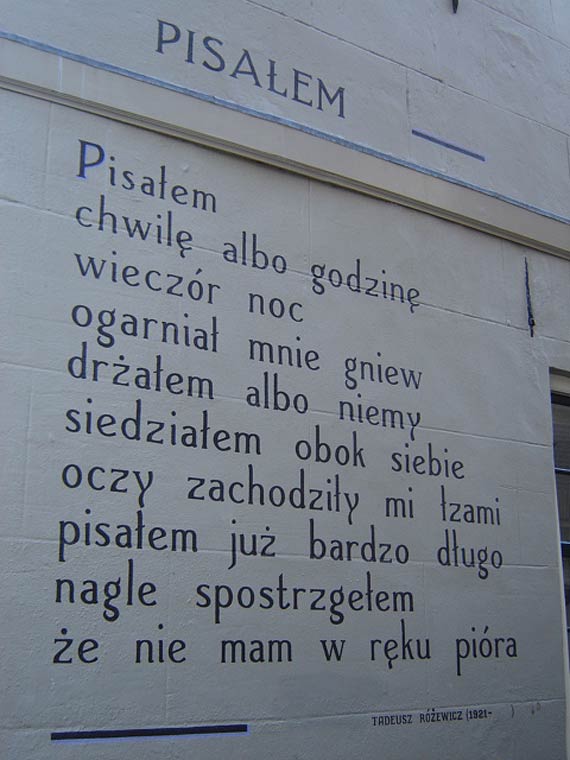 PISAŁEM
Pisałem
chwilę albo godzinę
wieczór noc
ogarniał mnie gniew
drżałem albo niemy
siedziałem obok siebie
oczy zachodziły mi łzami
pisałem już bardzo długo
nagle spostrzgełem
że nie mam w ręku pióra
TADEUSZ RÓŻEWICZ (1921- )